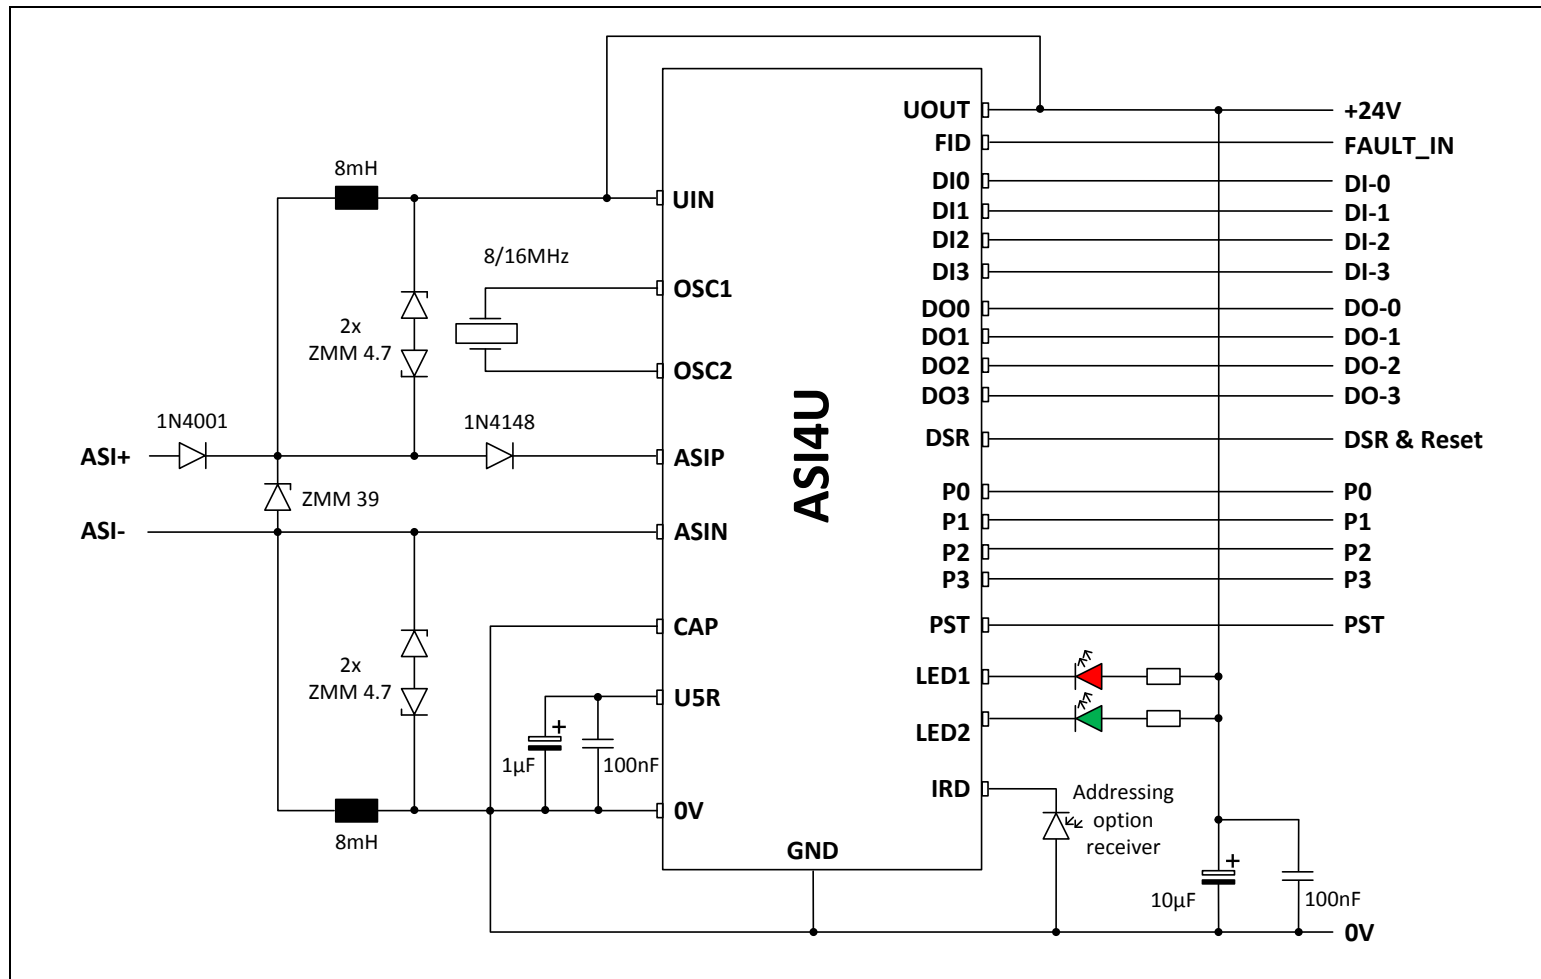 UOUT
+24V
FID
FAULT_IN
8mH
DI0
DI-0
UIN
DI1
DI-1
DI2
DI-2
8/16MHz
DI3
DI-3
OSC1
DO0
DO-0
2x
ZMM 4.7
DO1
DO-1
OSC2
DO2
DO-2
DO3
DO-3
1N4001
1N4148
DSR
DSR & Reset
ASI+
ASIP
ASI4U
ZMM 39
P0
P0
ASI-
ASIN
P1
P1
P2
P2
P3
P3
CAP
PST
PST
2x
ZMM 4.7
LED1
U5R
LED2
+
1µF
100nF
0V
IRD
Addressing
option
receiver
8mH
GND
+
10µF
100nF
0V